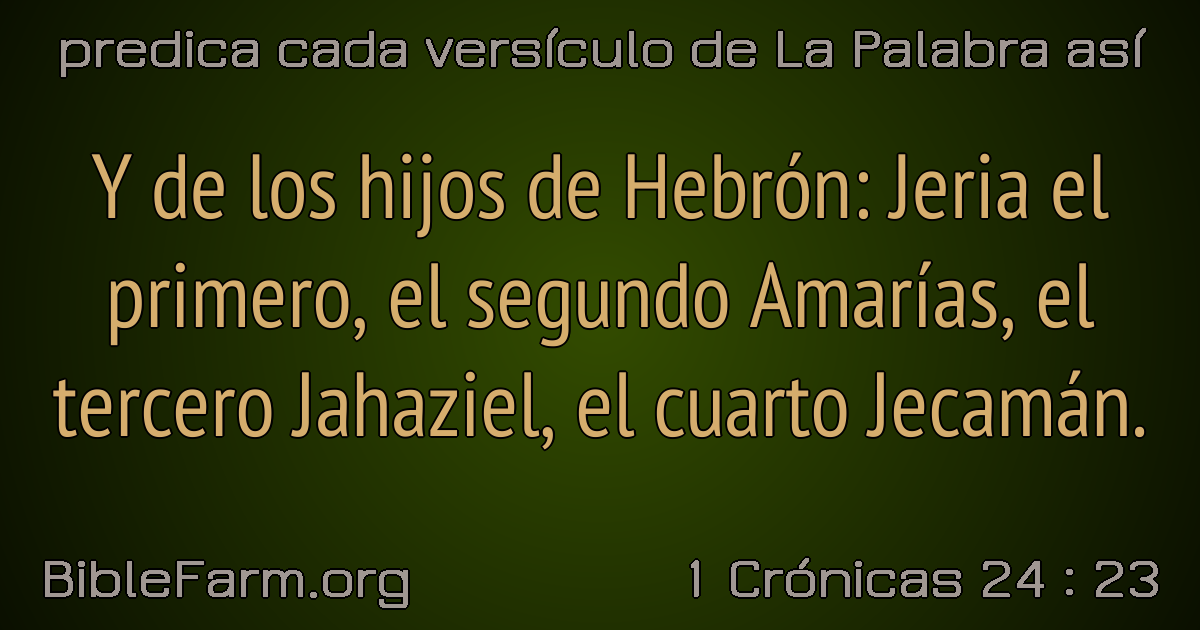 predica cada versículo de La Palabra así
Y de los hijos de Hebrón: Jeria el
primero, el segundo Amarías, el
tercero Jahaziel, el cuarto Jecamán.
BibleFarm.org
1 Crónicas 24 : 23